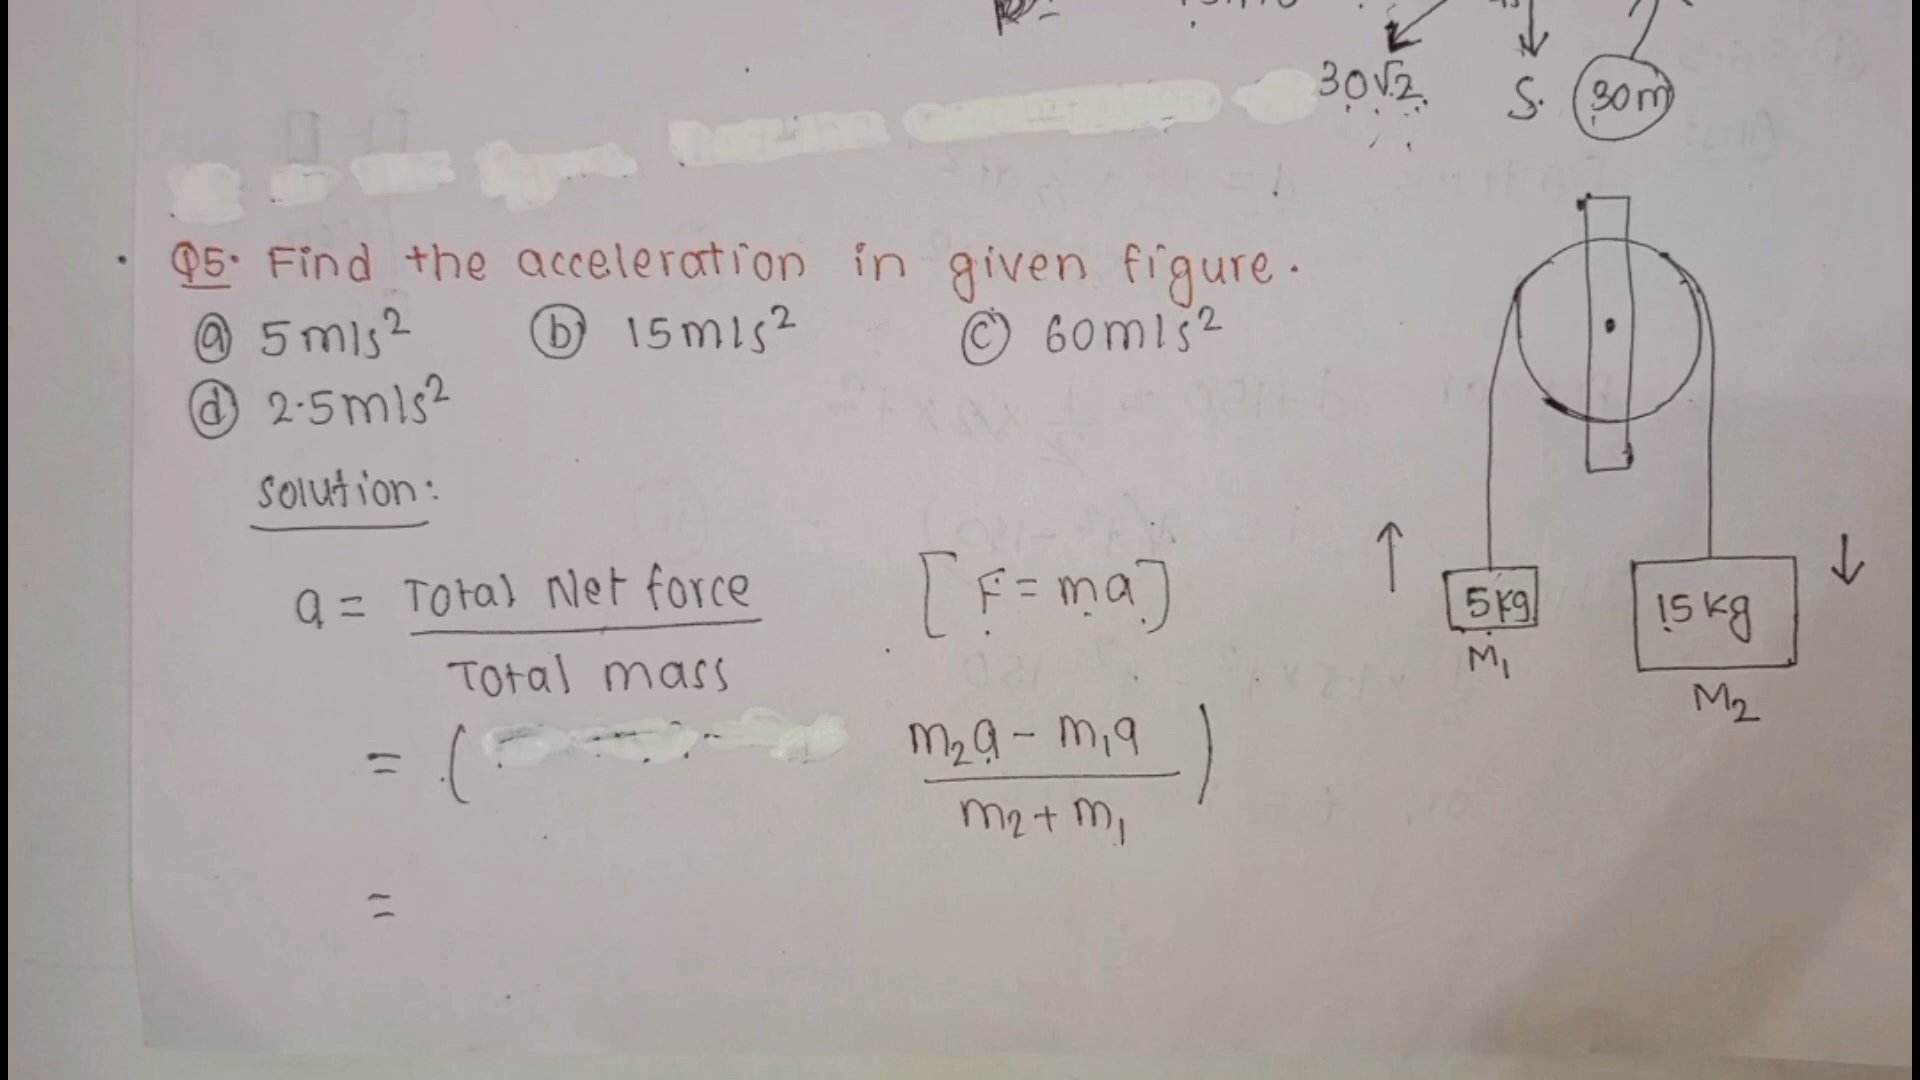 30√2
S.
30m
Q5. Find the acceleration in given figure.
(a) 5m/s² (b) 15m/s² (c) 60m/s²
(d) 2.5m/s²
Solution:
a = Total Net force / Total mass [F = ma]
= ( m₂g - m₁g / m₂ + m₁ )
=
5kg
M₁
15kg
M₂